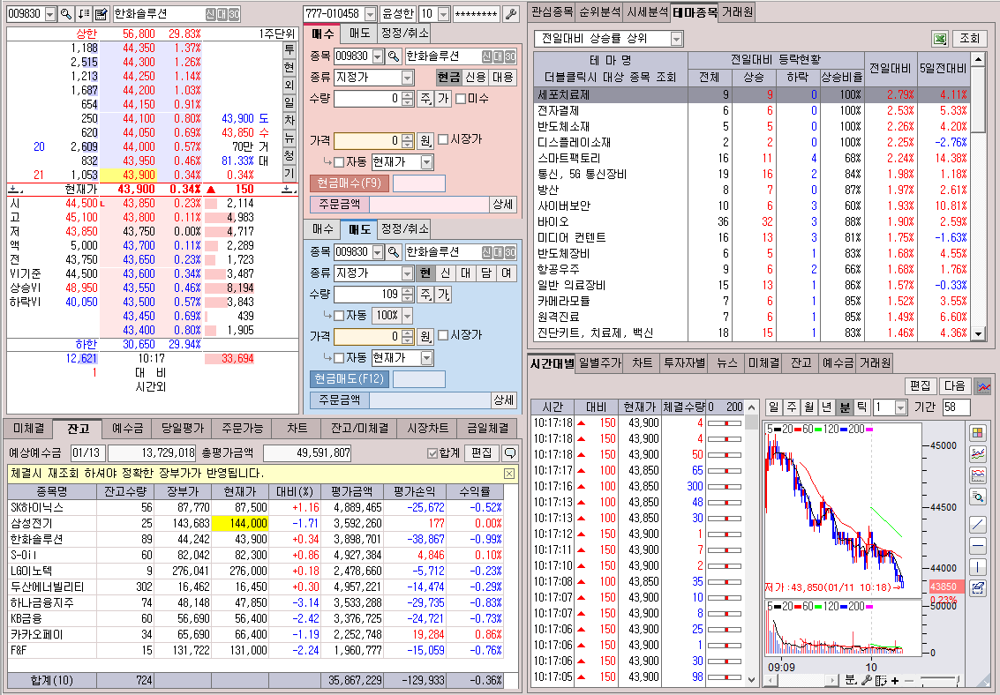 009830 한화솔루션 신 대 30
상한 56,800 29.83% 1주단위
1,188 44,350 1.37% 투
2,515 44,300 1.26% 현
1,213 44,250 1.14% 외
1,687 44,200 1.03% 일
654 44,150 0.91%
250 44,100 0.80% 43,900 도 차
620 44,050 0.69% 43,850 수 뉴
20 2,609 44,000 0.57% 70만 거
832 43,950 0.46% 81.33% 대 청
21 1,053 43,900 0.34% 0.34% 기
현재가 43,900 0.34% ▲ 150
시 44,500 43,850 0.23% 2,114
고 45,100 43,800 0.11% 4,983
저 43,850 43,750 0.00% 4,717
액 5,000 43,700 0.11% 2,289
전 43,750 43,650 0.23% 1,723
VI기준 44,500 43,600 0.34% 3,487
상승VI 48,950 43,550 0.46% 8,194
하락VI 40,050 43,500 0.57% 3,843
43,450 0.69% 439
43,400 0.80% 1,905
하한 30,650 29.94%
12,621 10:17 33,694
1 대 비
시간외
777-010458 윤성한 10 ********
매수 매도 정정/취소
종목 009830 한화솔루션 신 대 30
종류 지정가 현금 신용 대용
수량 0 주 가 미수
가격 0 원 시장가
자동 현재가
현금매수(F9)
주문금액 상세
매수 매도 정정/취소
종목 009830 한화솔루션 신 대 30
종류 지정가 현 신 대 담 여
수량 109 주 가
자동 100%
가격 0 원 시장가
자동 현재가
현금매도(F12)
주문금액 상세
관심종목 순위분석 시세분석 테마종목 거래원
전일대비 상승률 상위 조회
테 마 명 전일대비 등락현황 전일대비 5일전대비
더블클릭시 대상 종목 조회 전체 상승 하락 상승비율
세포치료제 9 9 0 100% 2.79% 4.11%
전자결제 6 6 0 100% 2.53% 5.33%
반도체소재 5 5 0 100% 2.26% 4.20%
디스플레이소재 2 2 0 100% 2.25% -2.76%
스마트팩토리 16 11 4 68% 2.24% 14.38%
통신, 5G 통신장비 19 16 2 84% 1.98% 1.18%
방산 8 7 0 87% 1.97% 2.61%
사이버보안 10 6 3 60% 1.93% 10.81%
바이오 36 32 3 88% 1.90% 2.59%
미디어 컨텐트 16 13 3 81% 1.75% -1.63%
반도체장비 6 5 1 83% 1.68% 4.55%
항공우주 9 6 2 66% 1.68% 1.76%
일반 의료장비 15 13 1 86% 1.57% -0.33%
카메라모듈 7 6 1 85% 1.52% 3.55%
원격진료 7 6 1 85% 1.49% 6.60%
진단키트, 치료제, 백신 18 15 1 83% 1.46% 4.36%
미체결 잔고 예수금 당일평가 주문가능 차트 잔고/미체결 시장차트 금일체결
예상예수금 01/13 13,729,018 총평가금액 49,591,807 합계 편집
체결시 재조회 하셔야 정확한 장부가가 반영됩니다.
종목명 잔고수량 장부가 현재가 대비(%) 평가금액 평가손익 수익률
SK하이닉스 56 87,770 87,500 +1.16 4,889,465 -25,672 -0.52%
삼성전기 25 143,683 144,000 -1.71 3,592,260 177 0.00%
한화솔루션 89 44,242 43,900 +0.34 3,898,701 -38,867 -0.99%
S-Oil 60 82,042 82,300 +0.86 4,927,384 4,846 0.10%
LG이노텍 9 276,041 276,000 +0.18 2,478,660 -5,712 -0.23%
두산에너빌리티 302 16,462 16,450 +0.30 4,957,221 -14,474 -0.29%
하나금융지주 74 48,148 47,850 -3.14 3,533,288 -29,735 -0.83%
KB금융 60 56,690 56,400 -2.42 3,376,725 -24,721 -0.73%
카카오페이 34 65,690 66,400 -1.19 2,252,748 19,284 0.86%
F&F 15 131,722 131,000 -2.24 1,960,777 -15,059 -0.76%
합계(10) 724 35,867,229 -129,933 -0.36%
시간대별 일별주가 차트 투자자별 뉴스 미체결 잔고 예수금 거래원
편집 다음
시간 대비 현재가 체결수량 0 200
10:17:18 ▲ 150 43,900 4
10:17:18 ▲ 150 43,900 4
10:17:18 ▲ 150 43,900 50
10:17:17 ▲ 100 43,850 65
10:17:16 ▲ 100 43,850 300
10:17:13 ▲ 100 43,850 48
10:17:13 ▲ 100 43,850 30
10:17:12 ▲ 150 43,900 1
10:17:11 ▲ 150 43,900 7
10:17:10 ▲ 150 43,900 2
10:17:08 ▲ 100 43,850 35
10:17:07 ▲ 150 43,900 10
10:17:07 ▲ 150 43,900 8
10:17:06 ▲ 150 43,900 25
10:17:06 ▲ 150 43,900 1
10:17:06 ▲ 150 43,900 30
10:17:05 ▲ 150 43,900 98
일 주 월 년 분 틱 1 기간 58
5 20 60 120 200
45000
44500
44000
저가:43,850(01/11 10:18)→ 43850
0.23%
5 20 60 120 200 50000
0
09:09 10
분